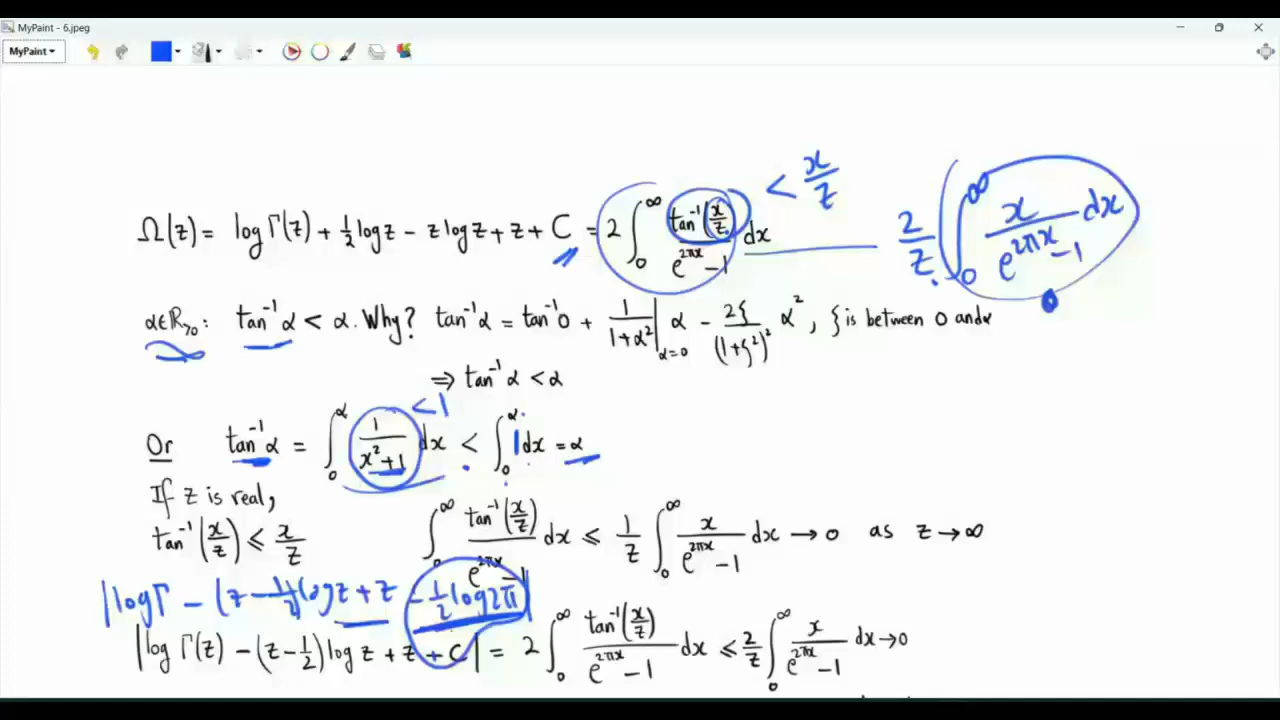 MyPaint - 6.jpeg
MyPaint
< x/z
2/z ∫₀^∞ x/(e^{2πx} -1) dx
Ω(z) = log Γ(z) + ½ log z - z log z + z + C = 2 ∫₀^∞ tan⁻¹(x/z)/(e^{2πx} -1) dx
α∈R>0: tan⁻¹ α < α. Why? tan⁻¹α = tan⁻¹0 + 1/(1+α²)|_{α=0} α - 2ξ/(1+ξ²)² α², ξ is between 0 and α
⇒ tan⁻¹ α < α
< 1
Or tan⁻¹α = ∫₀^α 1/(x²+1) dx < ∫₀^α 1 dx = α
If z is real,
tan⁻¹(x/z) ≤ x/z ∫₀^∞ tan⁻¹(x/z)/(e^{2πx} -1) dx ≤ 1/z ∫₀^∞ x/(e^{2πx} -1) dx → 0 as z → ∞
|log Γ - (z - ½) log z + z - ½ log 2π|
|log Γ(z) - (z - ½) log z + z + C| = 2 ∫₀^∞ tan⁻¹(x/z)/(e^{2πx} -1) dx ≤ 2/z ∫₀^∞ x/(e^{2πx} -1) dx → 0